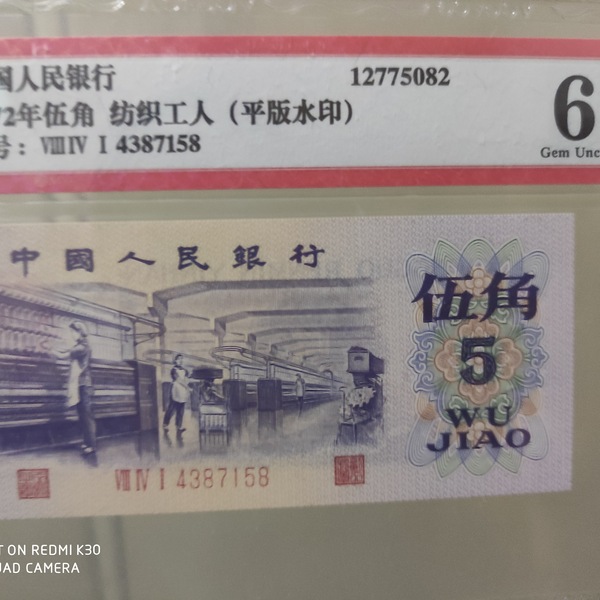 国人民银行
12775082
72年伍角 纺织工人（平版水印）
号：ⅧⅣⅠ4387158
6
Gem Unc
中國人民銀行
伍角
5
WU
JIAO
ⅧⅣⅠ4387158
T ON REDMI K30
UAD CAMERA